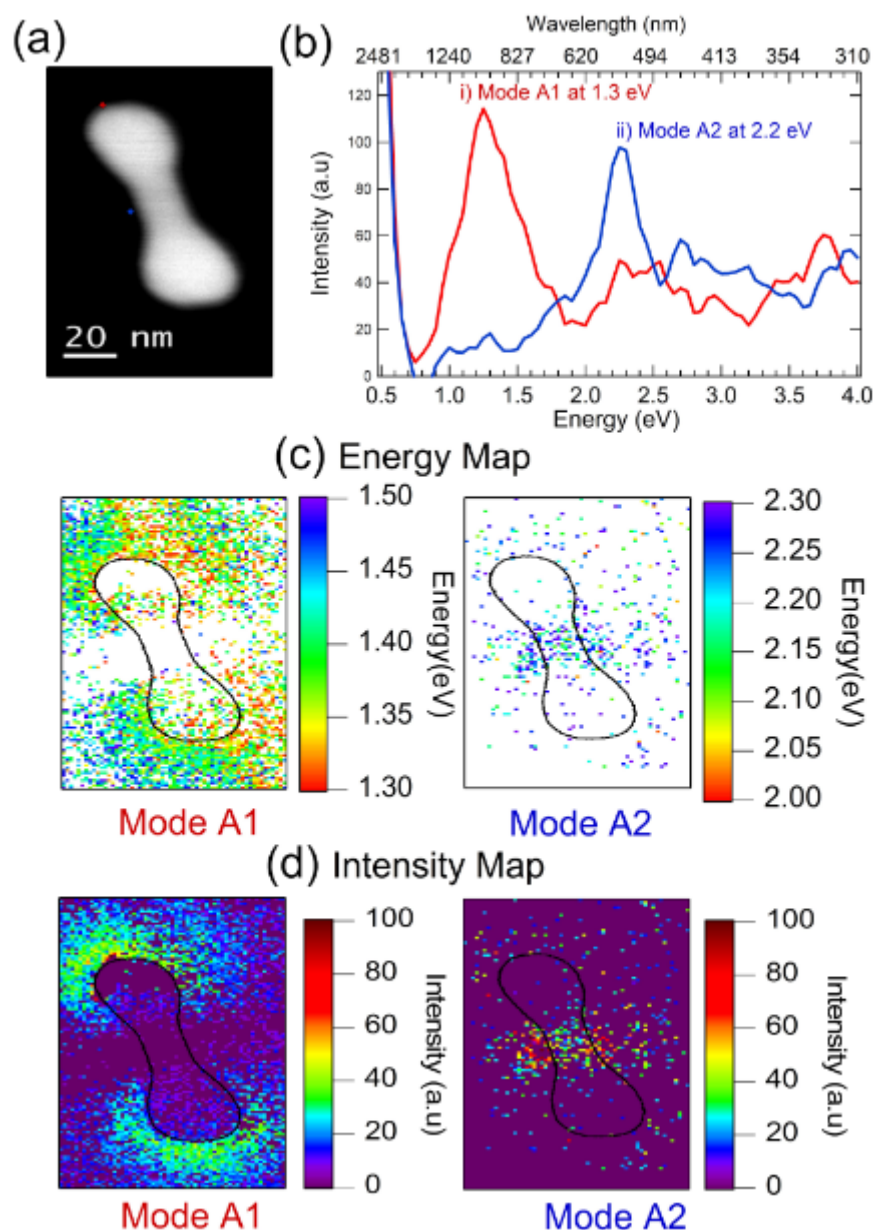 (a)
20 nm
(b)
Wavelength (nm)
2481 1240 827 620 494 413 354 310
i) Mode A1 at 1.3 eV
ii) Mode A2 at 2.2 eV
Intensity (a.u)
120
100
80
60
40
20
0
0.5 1.0 1.5 2.0 2.5 3.0 3.5 4.0
Energy (eV)
(c) Energy Map
1.50
1.45
1.40
1.35
1.30
Energy(eV)
Mode A1
2.30
2.25
2.20
2.15
2.10
2.05
2.00
Energy(eV)
Mode A2
(d) Intensity Map
100
80
60
40
20
0
Intensity (a.u)
Mode A1
100
80
60
40
20
0
Intensity (a.u)
Mode A2